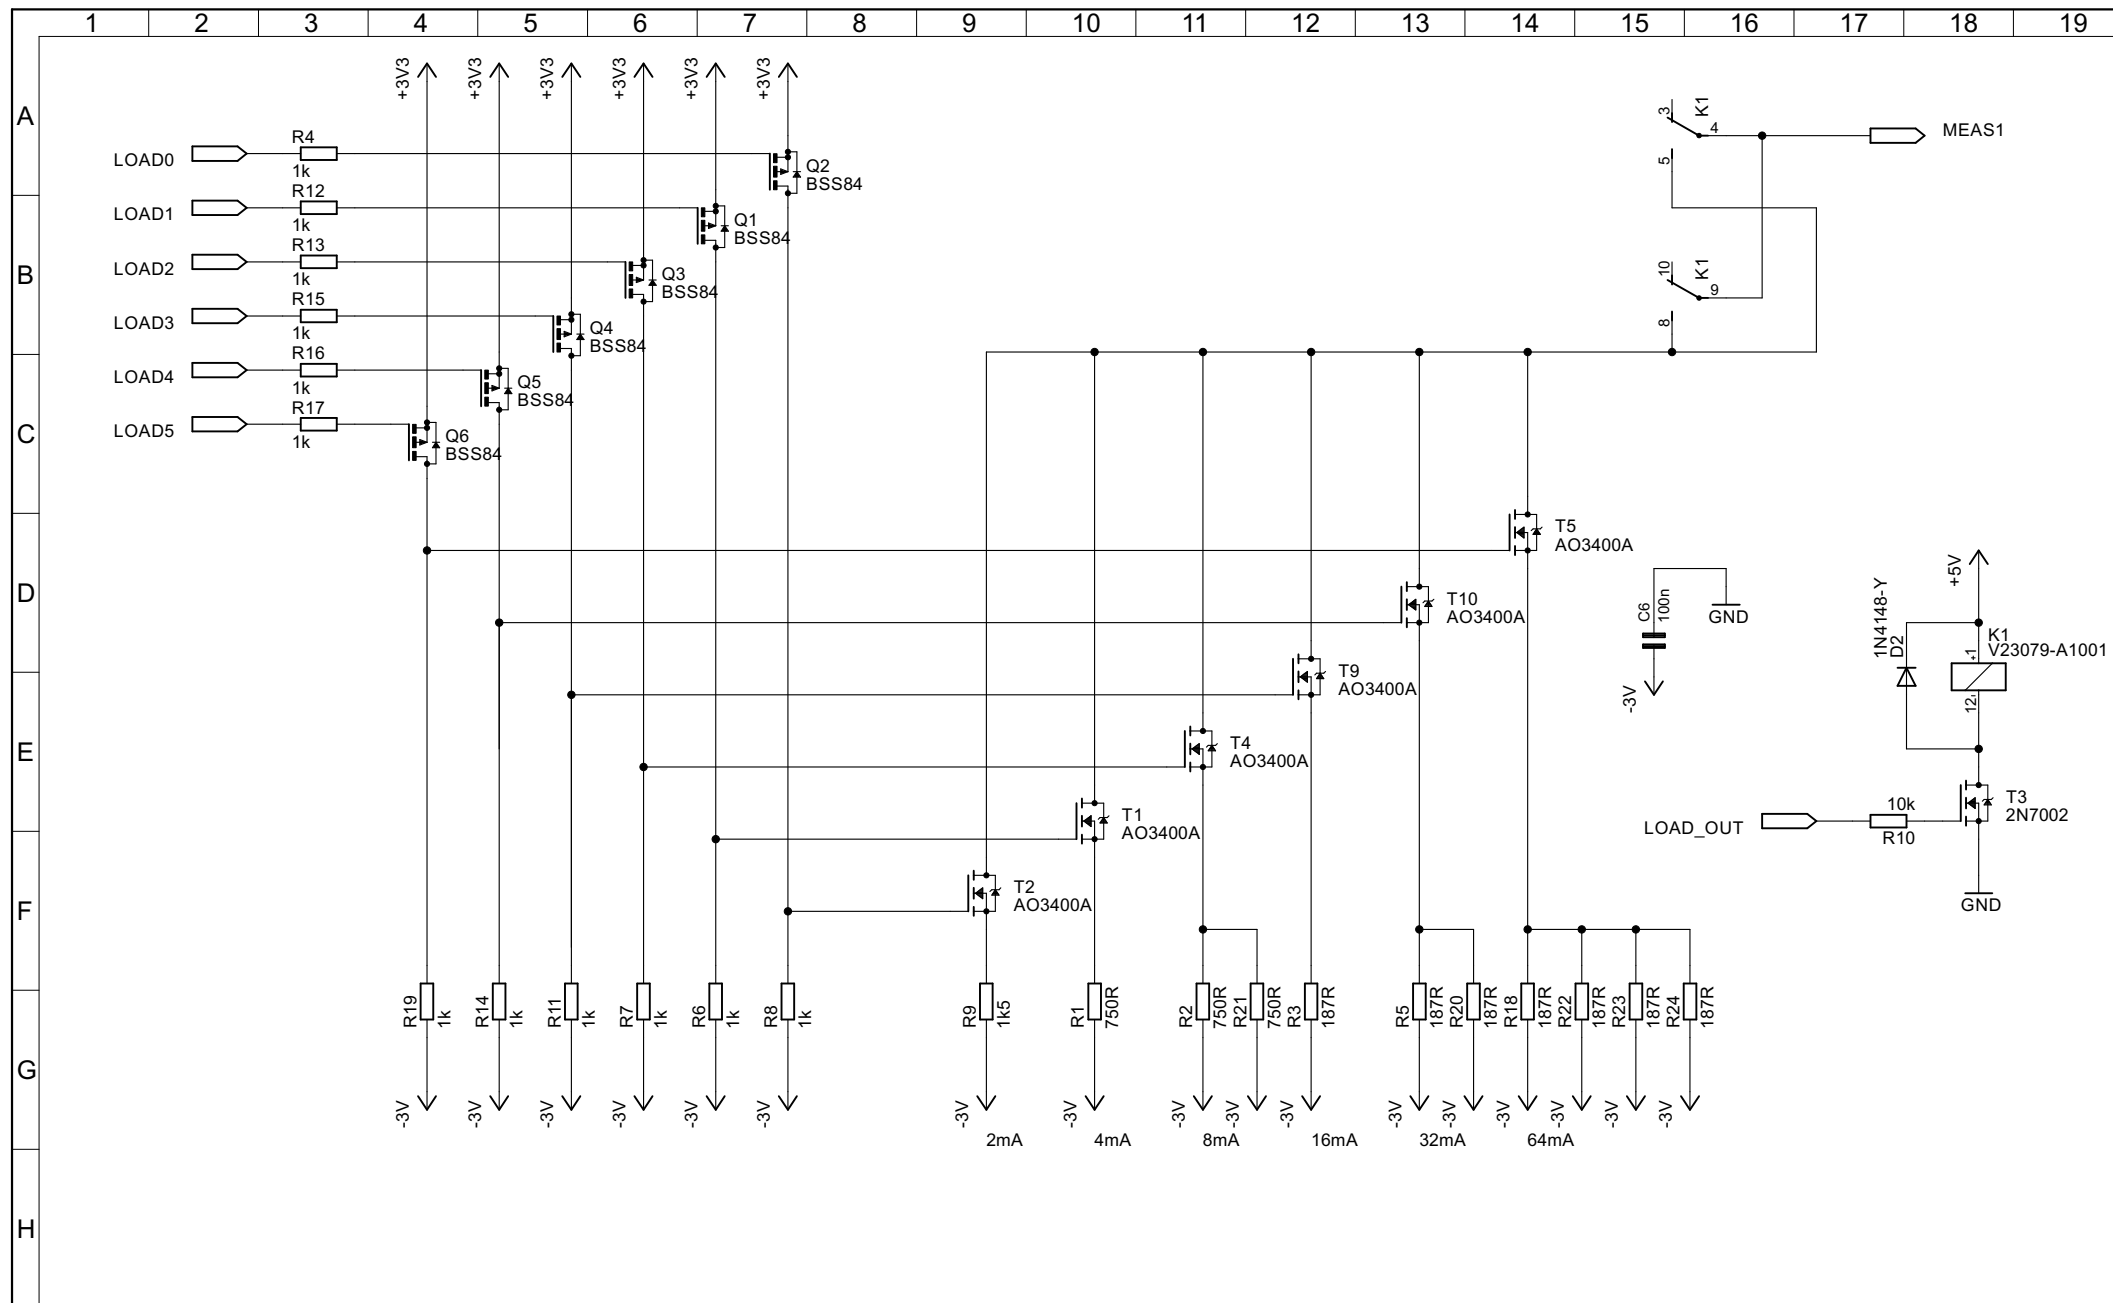 1 2 3 4 5 6 7 8 9 10 11 12 13 14 15 16 17 18 19
A
B
C
D
E
F
G
H
+3V3 +3V3 +3V3 +3V3 +3V3 +3V3
LOAD0
R4
1k
Q2
BSS84
LOAD1
R12
1k
Q1
BSS84
LOAD2
R13
1k
Q3
BSS84
LOAD3
R15
1k
Q4
BSS84
LOAD4
R16
1k
Q5
BSS84
LOAD5
R17
1k
Q6
BSS84
3
K1
4
5
MEAS1
10
K1
9
8
T5
AO3400A
T10
AO3400A
T9
AO3400A
T4
AO3400A
T1
AO3400A
T2
AO3400A
C6
100n
GND
-3V
+5V
1N4148-Y
D2
K1
V23079-A1001
+1
12-
LOAD_OUT
10k
R10
T3
2N7002
GND
R19
1k
R14
1k
R11
1k
R7
1k
R6
1k
R8
1k
R9
1k5
R1
750R
R2
750R
R21
750R
R3
187R
R5
187R
R20
187R
R18
187R
R22
187R
R23
187R
R24
187R
-3V -3V -3V -3V -3V -3V -3V -3V -3V -3V -3V -3V -3V -3V -3V -3V -3V
2mA 4mA 8mA 16mA 32mA 64mA